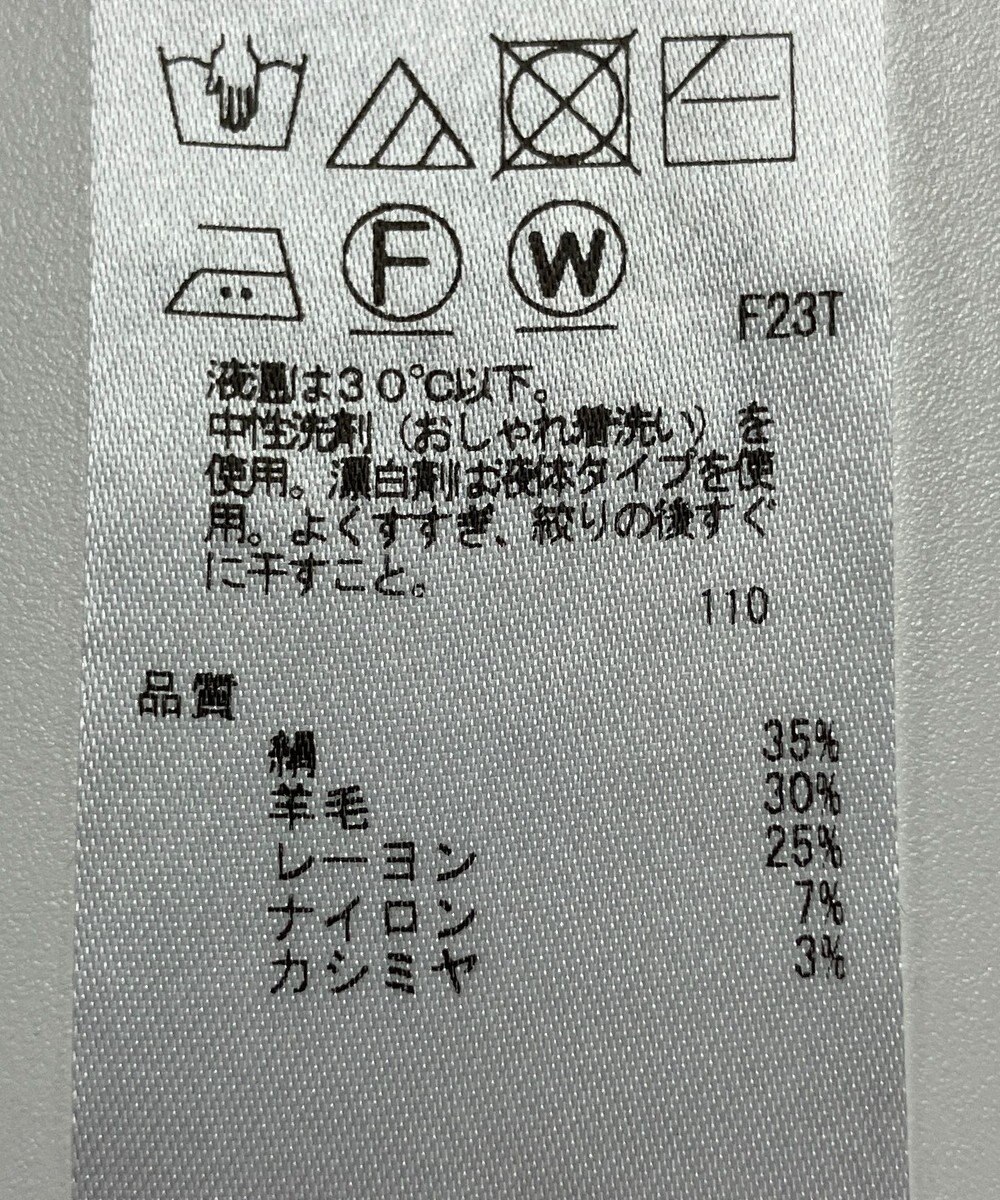 F W
F23T
液温は30℃以下。
中性洗剤(おしゃれ着洗い)を
使用。漂白剤は液体タイプを使
用。よくすすぎ、絞りの後すぐ
に干すこと。
110
品質
絹 35%
羊毛 30%
レーヨン 25%
ナイロン 7%
カシミヤ 3%